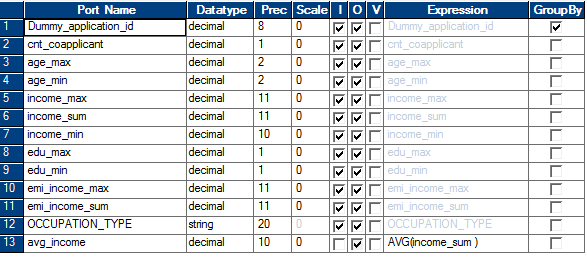 Port Name Datatype Prec Scale I O V Expression GroupBy
1 Dummy_application_id decimal 8 0 Dummy_application_id
2 cnt_coapplicant decimal 1 0 cnt_coapplicant
3 age_max decimal 2 0 age_max
4 age_min decimal 2 0 age_min
5 income_max decimal 11 0 income_max
6 income_sum decimal 11 0 income_sum
7 income_min decimal 10 0 income_min
8 edu_max decimal 1 0 edu_max
9 edu_min decimal 1 0 edu_min
10 emi_income_max decimal 11 0 emi_income_max
11 emi_income_sum decimal 11 0 emi_income_sum
12 OCCUPATION_TYPE string 20 0 OCCUPATION_TYPE
13 avg_income decimal 10 0 AVG(income_sum )